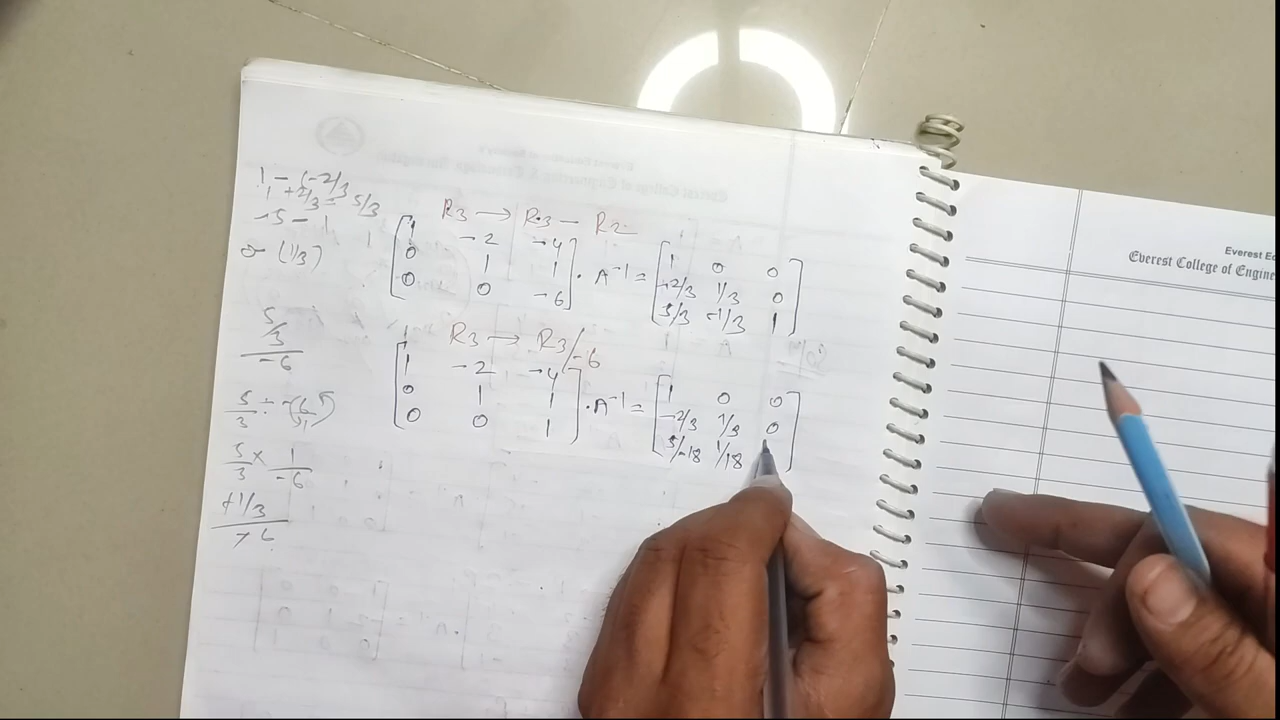 1 - (-2/3
1 + 2/3 = 5/3
-5 - 1
0 - (1/3)
R3 → R3 - R2
1 -2 -4
0 1 1
0 0 -6
. A⁻¹ =
1 0 0
-2/3 1/3 0
5/3 -1/3 1
R3 → R3/-6
1 -2 -4
0 1 1
0 0 1
. A⁻¹ =
1 0 0
-2/3 1/3 0
5/-18 1/18
5/3
-6
5/3 ÷
5/3 × 1/-6
+1/3
Everest College of Engine